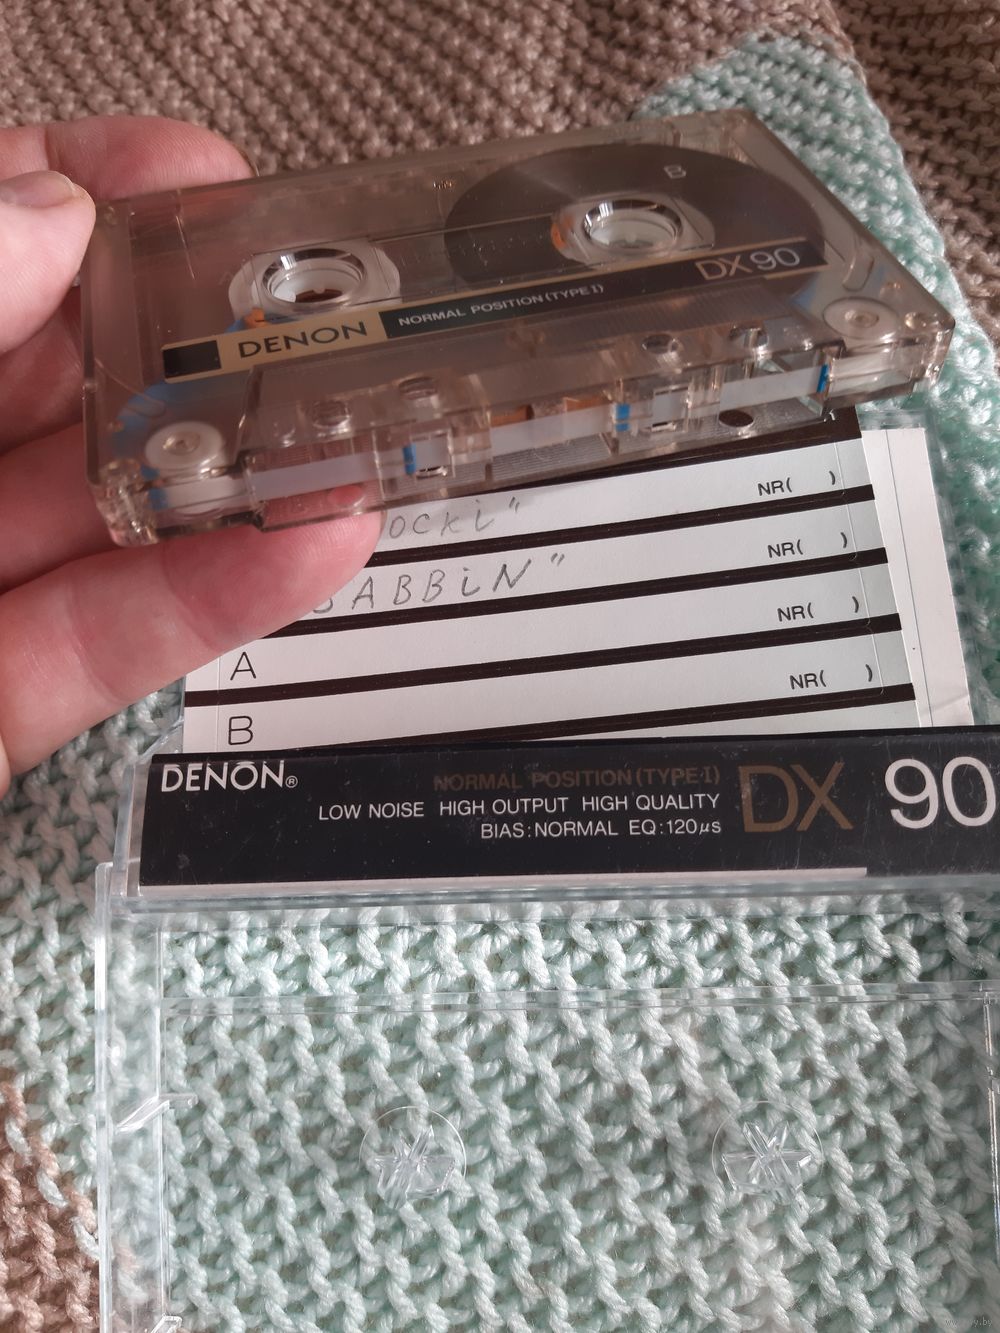 B
DX 90
NORMAL POSITION (TYPE I)
DENON
NR( )
NR( )
A NR( )
B NR( )
DENON®
NORMAL POSITION (TYPE I)
LOW NOISE HIGH OUTPUT HIGH QUALITY
BIAS: NORMAL EQ: 120µs
DX 90